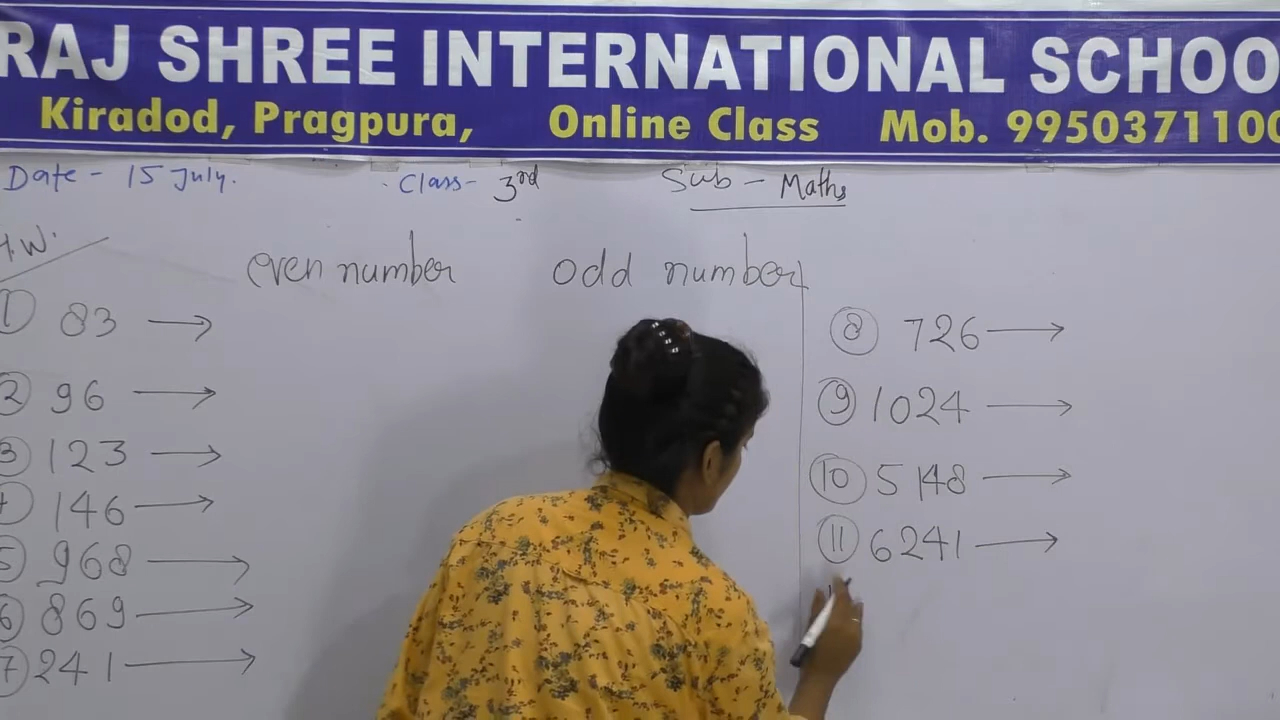 RAJ SHREE INTERNATIONAL SCHOO
Kiradod, Pragpura, Online Class Mob. 9950371100
Date - 15 July. Class- 3rd Sub - Maths
H.W.
even number odd number
① 83 →
② 96 →
③ 123 →
④ 146 →
⑤ 968 →
⑥ 869 →
⑦ 241 →
⑧ 726 →
⑨ 1024 →
⑩ 5148 →
⑪ 6241 →